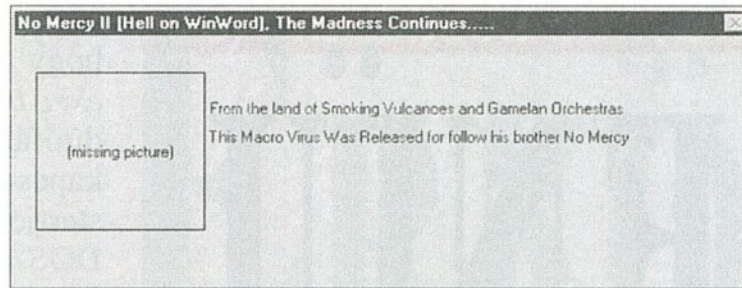 No Mercy II [Hell on WinWord], The Madness Continues.....
(missing picture)
From the land of Smoking Vulcanoes and Gamelan Orchestras
This Macro Virus Was Released for follow his brother No Mercy